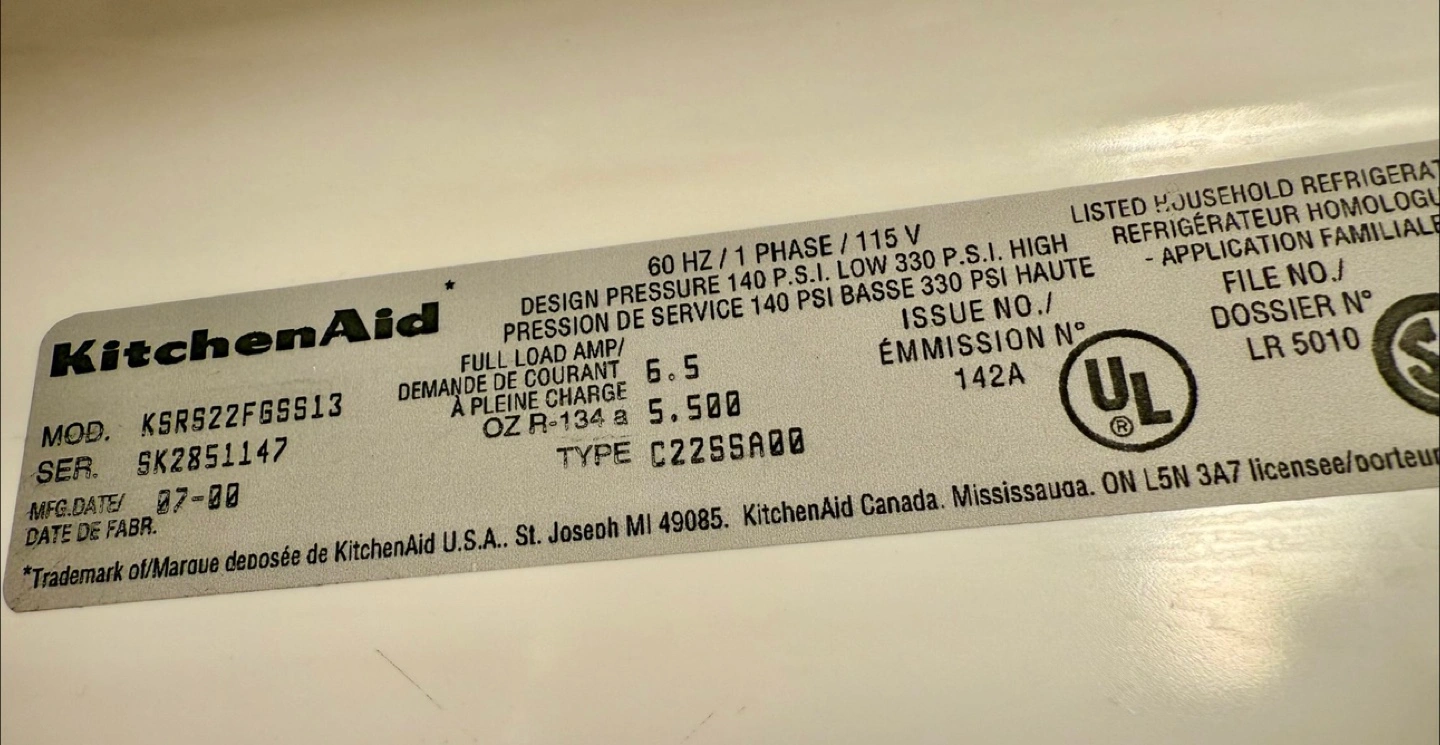 KitchenAid*
MOD. KSRS22FGSS13
SER. SK2851147
MFG.DATE/ 07-00
DATE DE FABR.
60 HZ / 1 PHASE / 115 V
DESIGN PRESSURE 140 P.S.I. LOW 330 P.S.I. HIGH
PRESSION DE SERVICE 140 PSI BASSE 330 PSI HAUTE
FULL LOAD AMP/
DEMANDE DE COURANT 6.5
À PLEINE CHARGE
OZ R-134 a 5.500
TYPE C22SSA00
ISSUE NO./
ÉMMISSION N°
142A
UL
®
LISTED HOUSEHOLD REFRIGERAT
REFRIGÉRATEUR HOMOLOGU
- APPLICATION FAMILIALE
FILE NO./
DOSSIER N°
LR 5010
*Trademark of/Marque deposée de KitchenAid U.S.A.. St. Joseph MI 49085. KitchenAid Canada. Mississauga. ON L5N 3A7 licensee/porteur